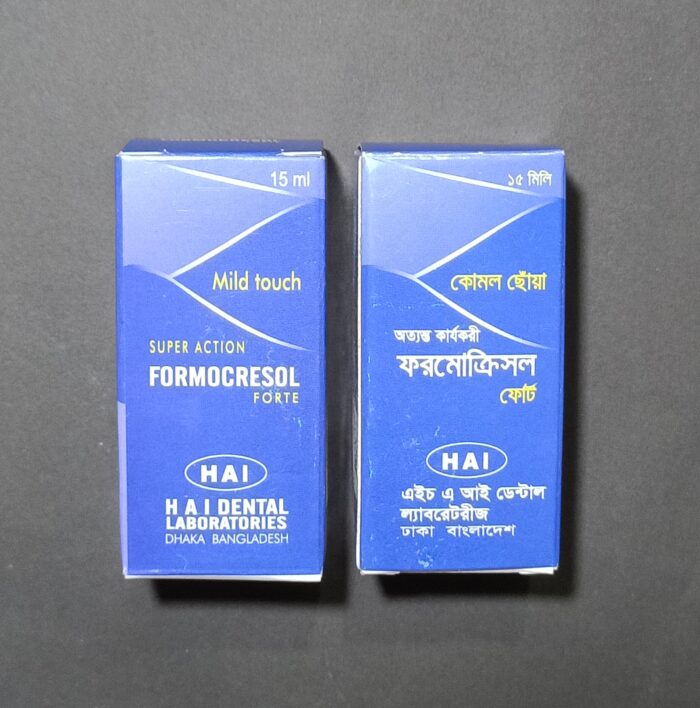 15 ml
Mild touch
SUPER ACTION
FORMOCRESOL
FORTE
HAI
H A I DENTAL
LABORATORIES
DHAKA BANGLADESH
১৫ মিলি
কোমল ছোঁয়া
অত্যন্ত কার্যকরী
ফরমোক্রিসল
ফোর্ট
HAI
এইচ এ আই ডেন্টাল
ল্যাবরেটরীজ
ঢাকা বাংলাদেশ